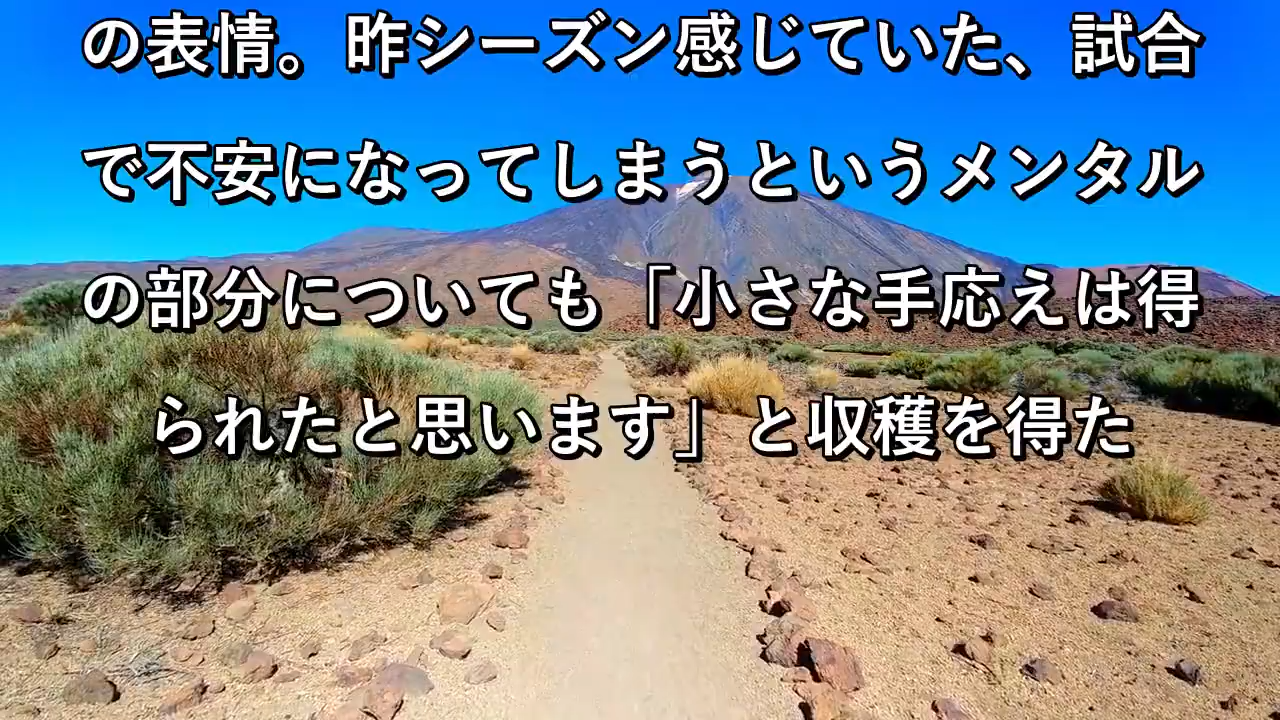 の表情。昨シーズン感じていた、試合
で不安になってしまうというメンタル
の部分についても「小さな手応えは得
られたと思います」と収穫を得た